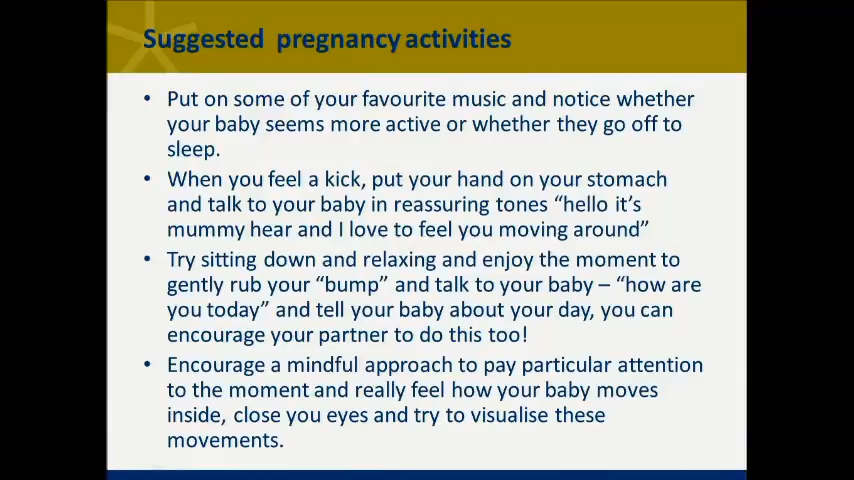 Suggested pregnancy activities
• Put on some of your favourite music and notice whether
your baby seems more active or whether they go off to
sleep.
• When you feel a kick, put your hand on your stomach
and talk to your baby in reassuring tones “hello it’s
mummy hear and I love to feel you moving around”
• Try sitting down and relaxing and enjoy the moment to
gently rub your “bump” and talk to your baby – “how are
you today” and tell your baby about your day, you can
encourage your partner to do this too!
• Encourage a mindful approach to pay particular attention
to the moment and really feel how your baby moves
inside, close you eyes and try to visualise these
movements.